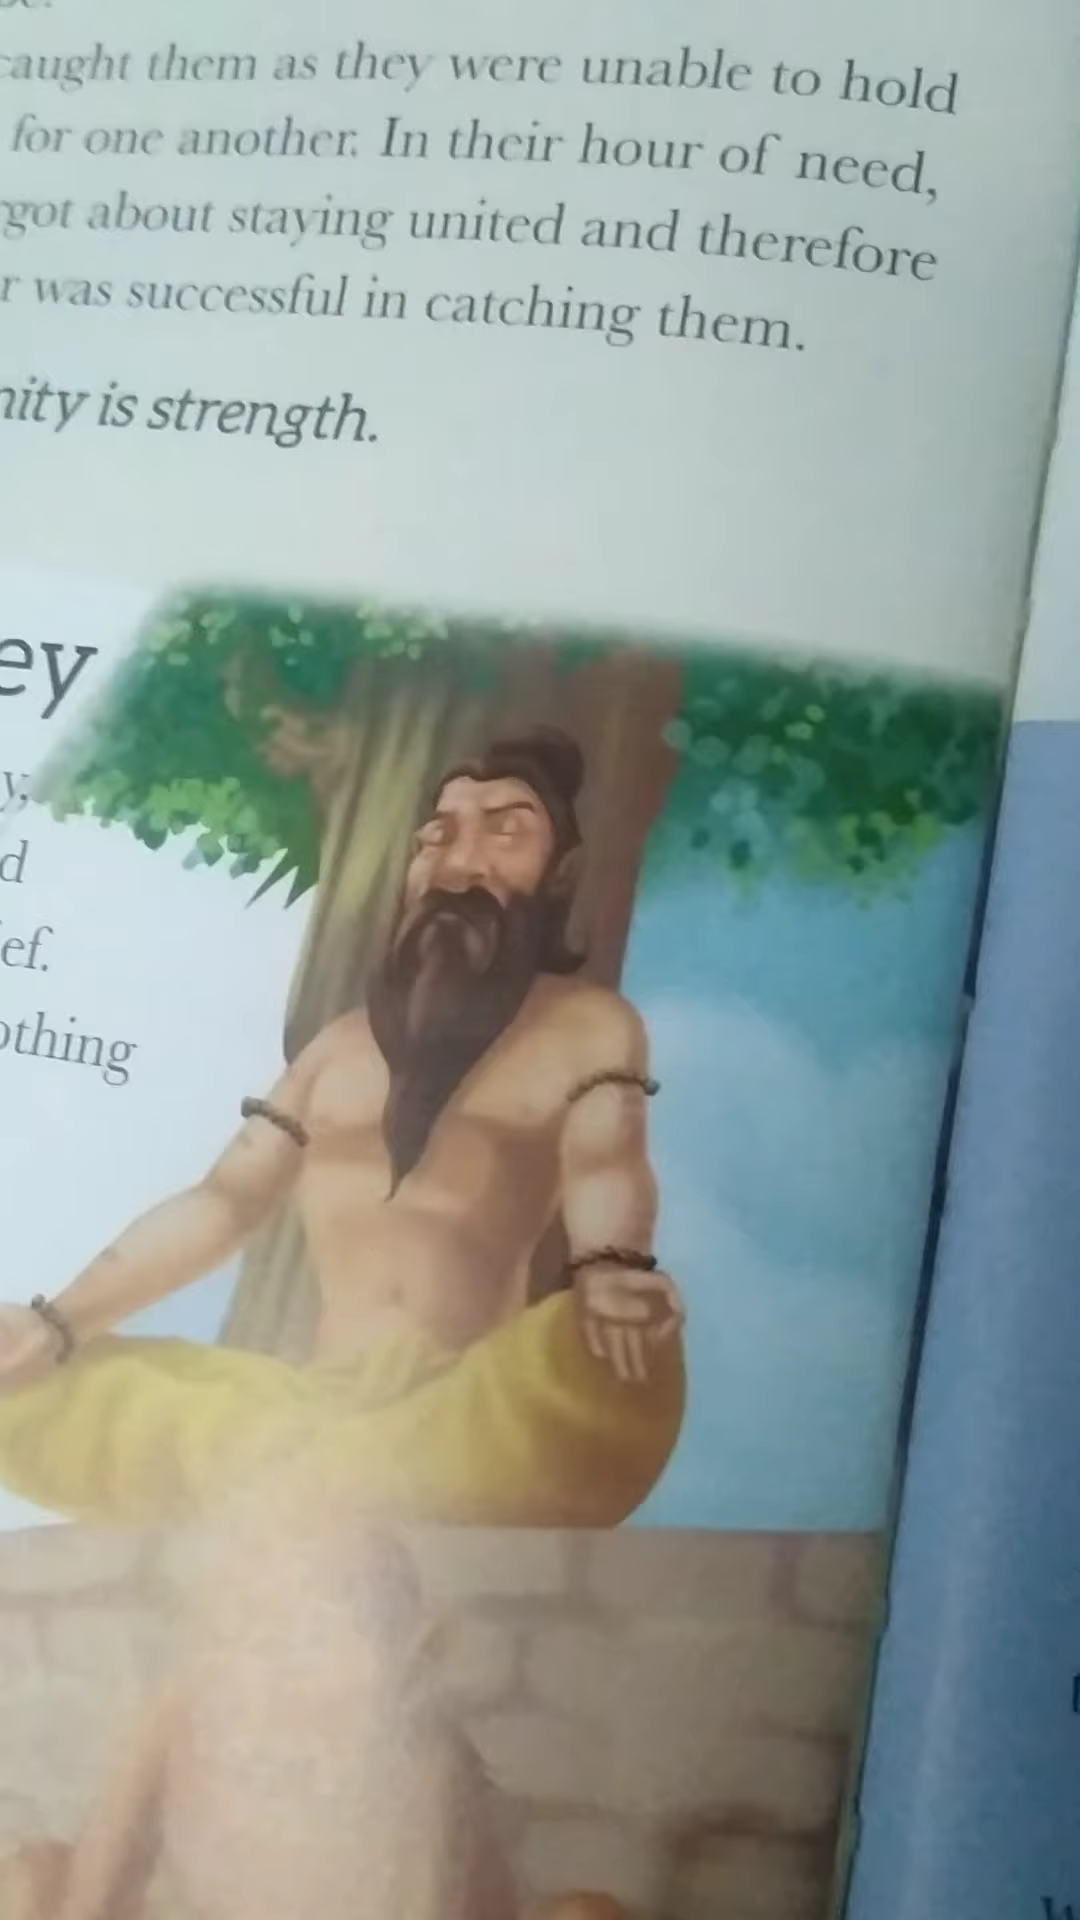 caught them as they were unable to hold
for one another. In their hour of need,
got about staying united and therefore
r was successful in catching them.
nity is strength.
ey
y,
d
ef.
othing